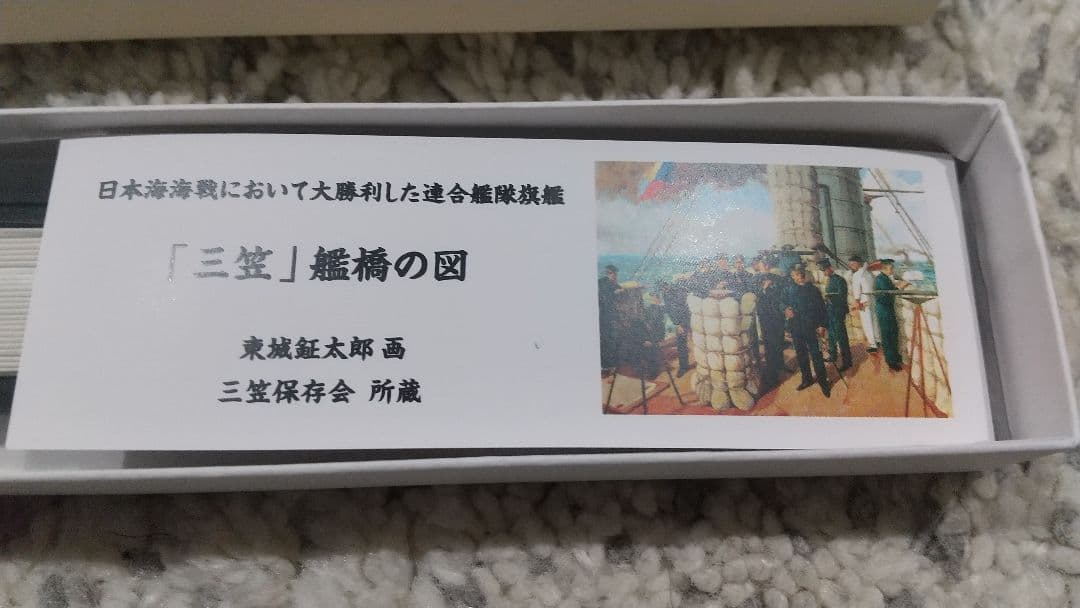 日本海海戦において大勝利した連合艦隊旗艦
「三笠」艦橋の図
東城鉦太郎 画
三笠保存会 所蔵